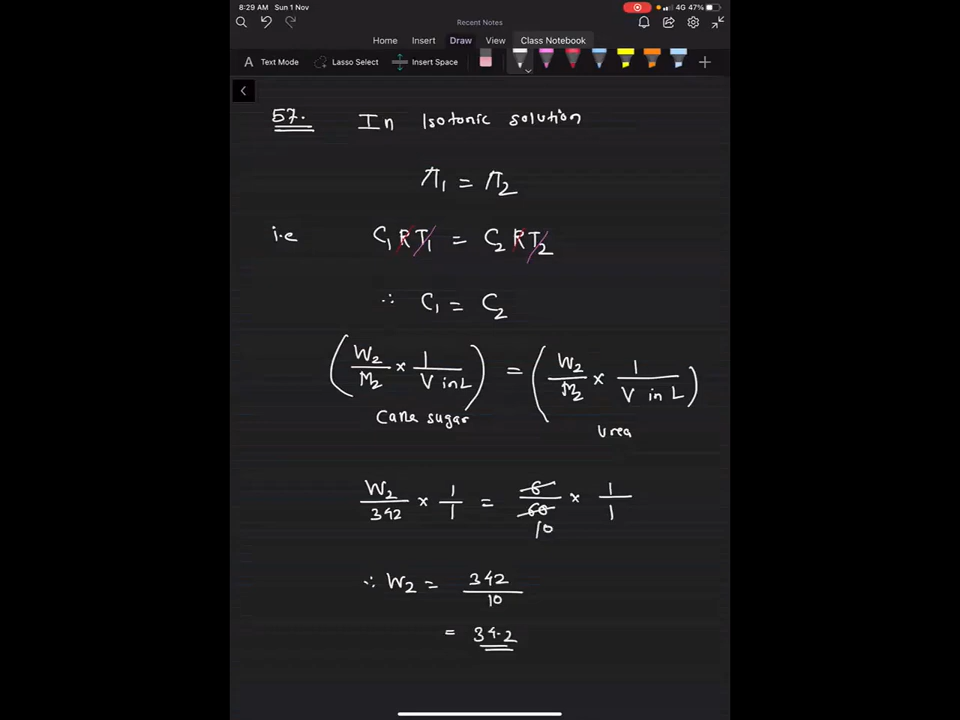 8:29 AM Sun 1 Nov
4G 47%
Recent Notes
Home Insert Draw View Class Notebook
Text Mode Lasso Select Insert Space
57. In Isotonic solution
π₁ = π₂
i.e C₁RT₁ = C₂RT₂
∴ C₁ = C₂
(W₂/M₂ × 1/V in L) = (W₂/M₂ × 1/V in L)
Cane sugar
Urea
W₂/342 × 1/1 = 6/60 × 1/1
10
∴ W₂ = 342/10
= 34.2